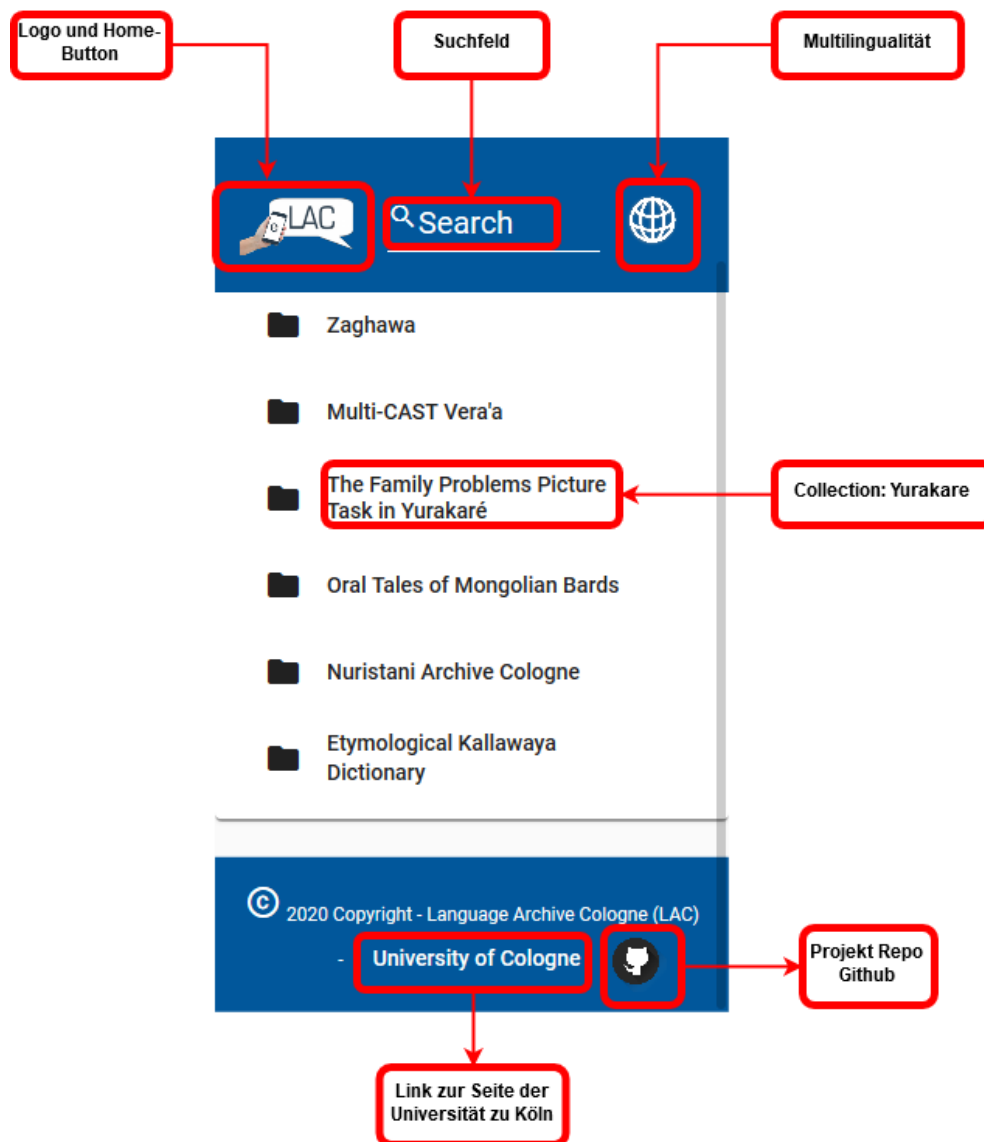 Logo und Home-
Button
Suchfeld
Multilingualität
e LAC
Search
Zaghawa
Multi-CAST Vera'a
The Family Problems Picture
Task in Yurakaré
Collection: Yurakare
Oral Tales of Mongolian Bards
Nuristani Archive Cologne
Etymological Kallawaya
Dictionary
© 2020 Copyright - Language Archive Cologne (LAC)
- University of Cologne
Projekt Repo
Github
Link zur Seite der
Universität zu Köln